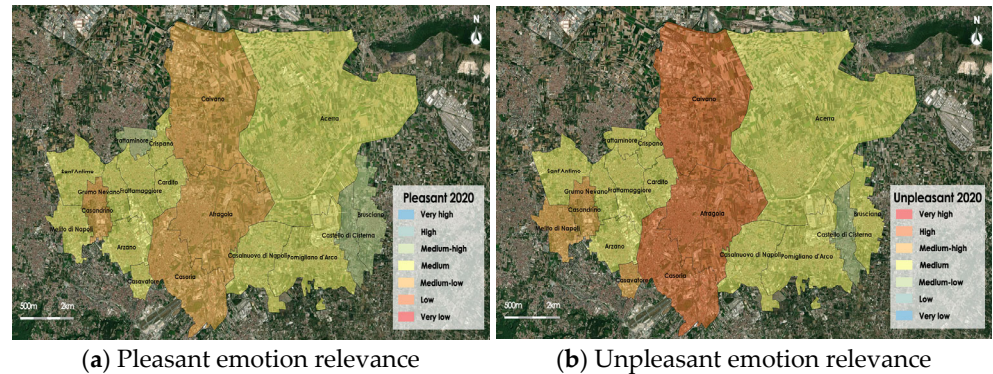 N
Caivano
Acerra
Frattaminore
Crispano
Sant'Antimo
Cardito
Grumo Nevano
Frattamaggiore
Casandrino
Afragola
Melito di Napoli
Arzano
Brusciano
Castello di Cisterna
Casalnuovo di Napoli
Pomigliano d'Arco
Casoria
Casavatore
500m
2km
Pleasant 2020
Very high
High
Medium-high
Medium
Medium-low
Low
Very low
N
Caivano
Acerra
Frattaminore
Crispano
Sant'Antimo
Cardito
Grumo Nevano
Frattamaggiore
Casandrino
Afragola
Melito di Napoli
Arzano
Brusciano
Castello di Cisterna
Casalnuovo di Napoli
Pomigliano d'Arco
Casoria
Casavatore
500m
2km
Unpleasant 2020
Very high
High
Medium-high
Medium
Medium-low
Low
Very low
(a) Pleasant emotion relevance
(b) Unpleasant emotion relevance